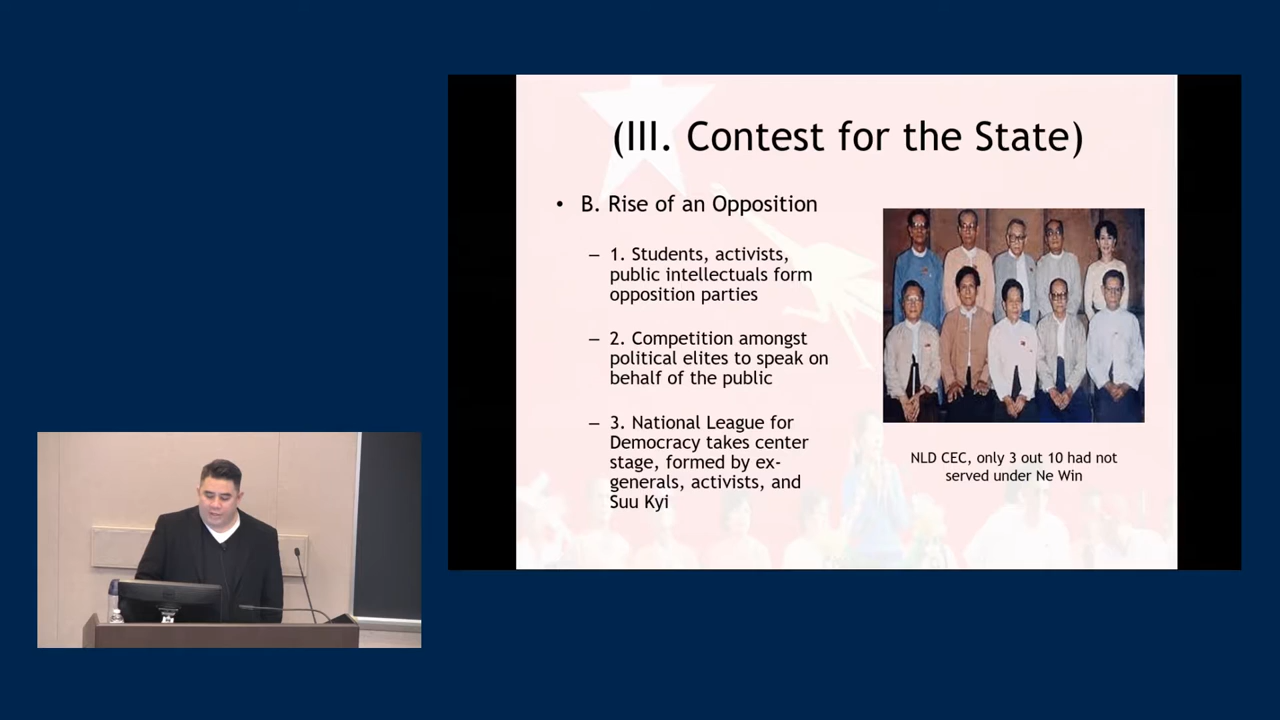 (III. Contest for the State)
• B. Rise of an Opposition
– 1. Students, activists,
public intellectuals form
opposition parties
– 2. Competition amongst
political elites to speak on
behalf of the public
– 3. National League for
Democracy takes center
stage, formed by ex-
generals, activists, and
Suu Kyi
NLD CEC, only 3 out 10 had not
served under Ne Win